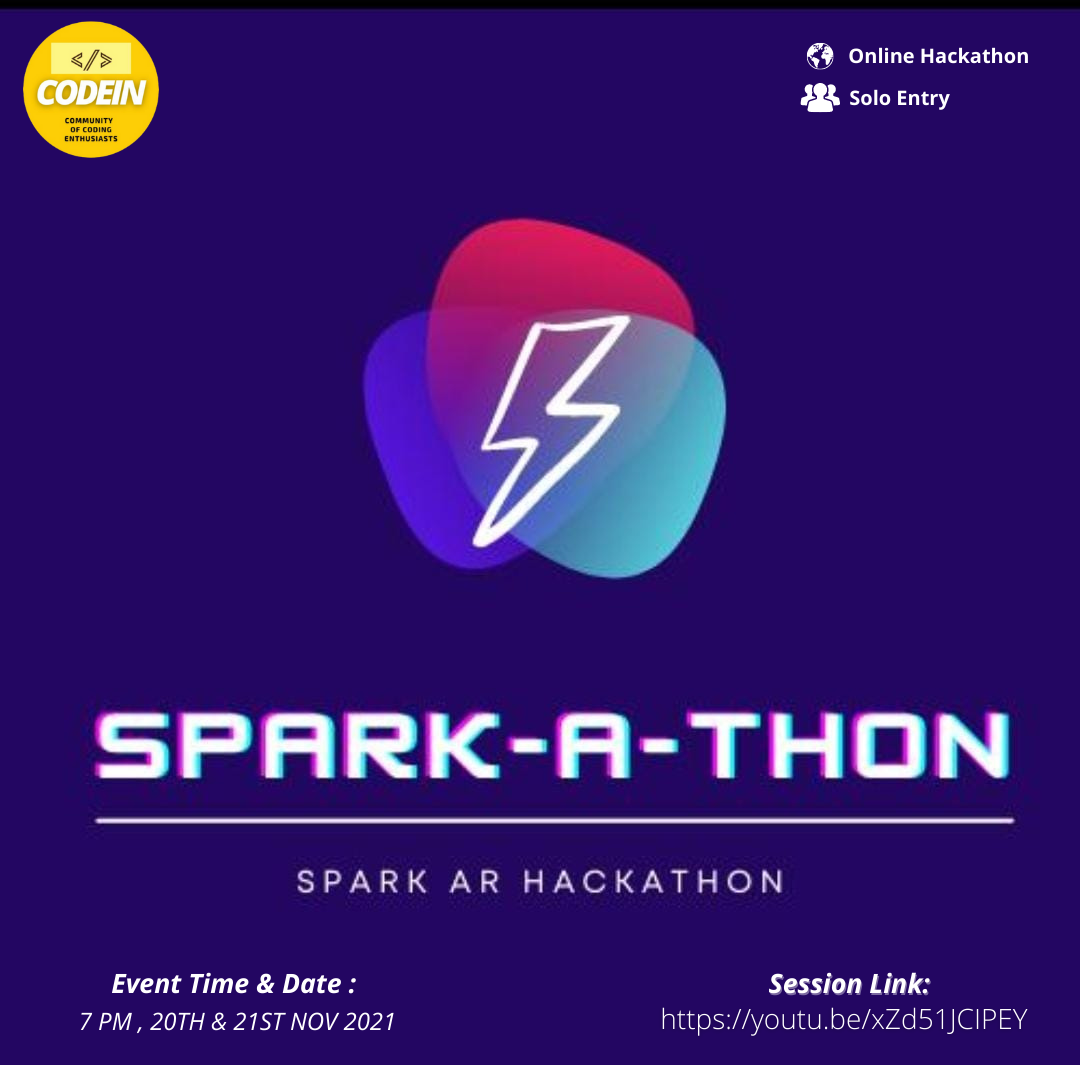 </>
CODEIN
COMMUNITY
OF CODING
ENTHUSIASTS
Online Hackathon
Solo Entry
SPARK-A-THON
SPARK AR HACKATHON
Event Time & Date :
7 PM , 20TH & 21ST NOV 2021
Session Link:
https://youtu.be/xZd51JCIPEY